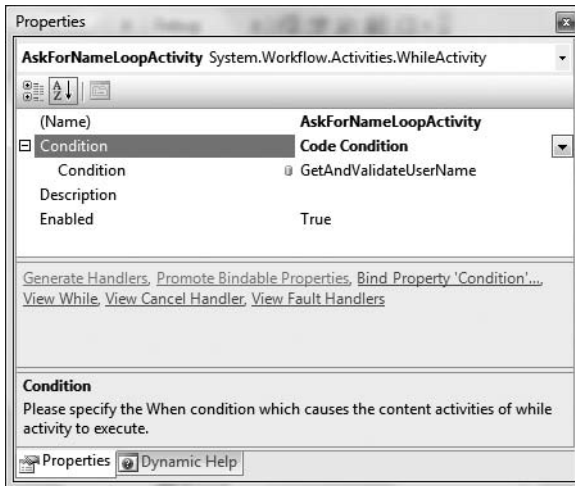 Properties
AskForNameLoopActivity System.Workflow.Activities.WhileActivity
(Name) AskForNameLoopActivity
Condition Code Condition
Condition GetAndValidateUserName
Description
Enabled True
Generate Handlers, Promote Bindable Properties, Bind Property 'Condition'...,
View While, View Cancel Handler, View Fault Handlers
Condition
Please specify the When condition which causes the content activities of while
activity to execute.
Properties Dynamic Help